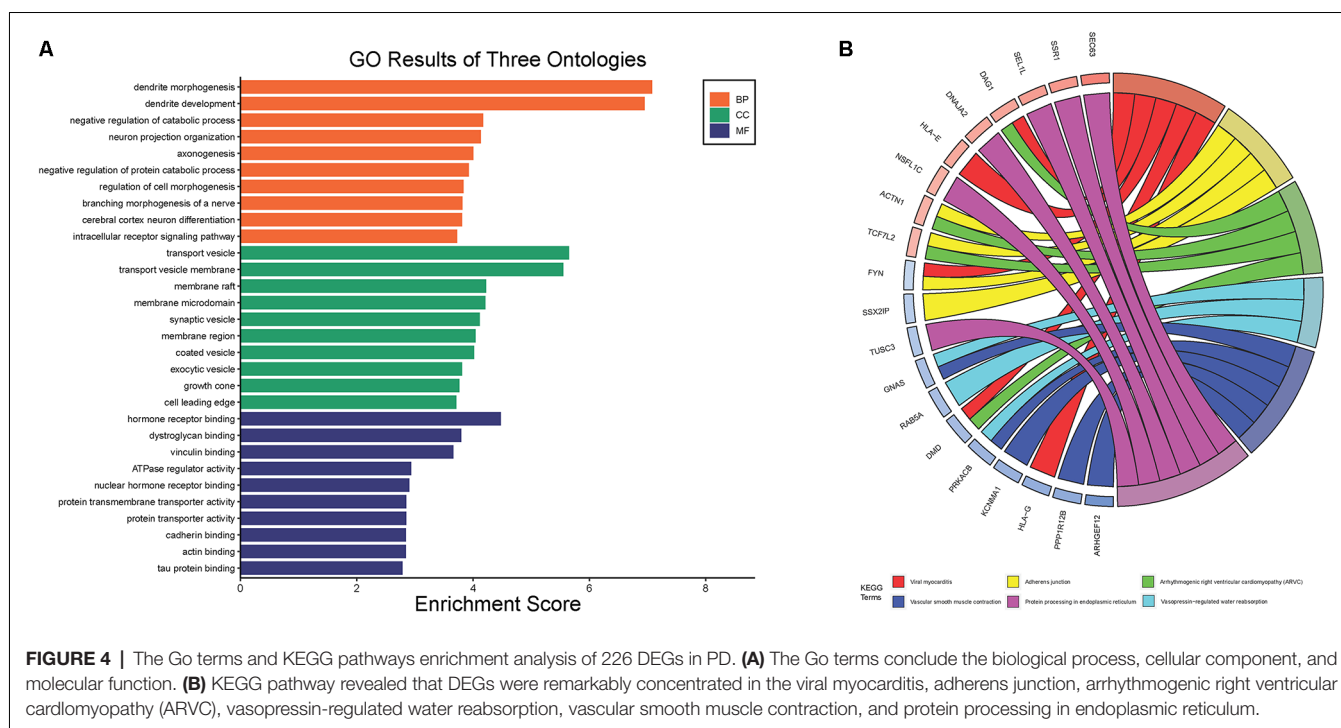 A
GO Results of Three Ontologies
dendrite morphogenesis
dendrite development
negative regulation of catabolic process
neuron projection organization
axonogenesis
negative regulation of protein catabolic process
regulation of cell morphogenesis
branching morphogenesis of a nerve
cerebral cortex neuron differentiation
intracellular receptor signaling pathway
transport vesicle
transport vesicle membrane
membrane raft
membrane microdomain
synaptic vesicle
membrane region
coated vesicle
exocytic vesicle
growth cone
cell leading edge
hormone receptor binding
dystroglycan binding
vinculin binding
ATPase regulator activity
nuclear hormone receptor binding
protein transmembrane transporter activity
protein transporter activity
cadherin binding
actin binding
tau protein binding
BP
CC
MF
0 2 4 6 8
Enrichment Score
B
SEC63
SSR1
SEL1L
DAG1
DNAJA2
HLA-E
NSFL1C
ACTN1
TCF7L2
FYN
SSX2IP
TUSC3
GNAS
RAB5A
DMD
PRKACB
KCNMA1
HLA-G
PPP1R12B
ARHGEF12
KEGG Terms
Viral myocarditis
Adherens junction
Arrhythmogenic right ventricular cardiomyopathy (ARVC)
Vascular smooth muscle contraction
Protein processing in endoplasmic reticulum
Vasopressin-regulated water reabsorption
FIGURE 4 | The Go terms and KEGG pathways enrichment analysis of 226 DEGs in PD. (A) The Go terms conclude the biological process, cellular component, and
molecular function. (B) KEGG pathway revealed that DEGs were remarkably concentrated in the viral myocarditis, adherens junction, arrhythmogenic right ventricular
cardlomyopathy (ARVC), vasopressin-regulated water reabsorption, vascular smooth muscle contraction, and protein processing in endoplasmic reticulum.